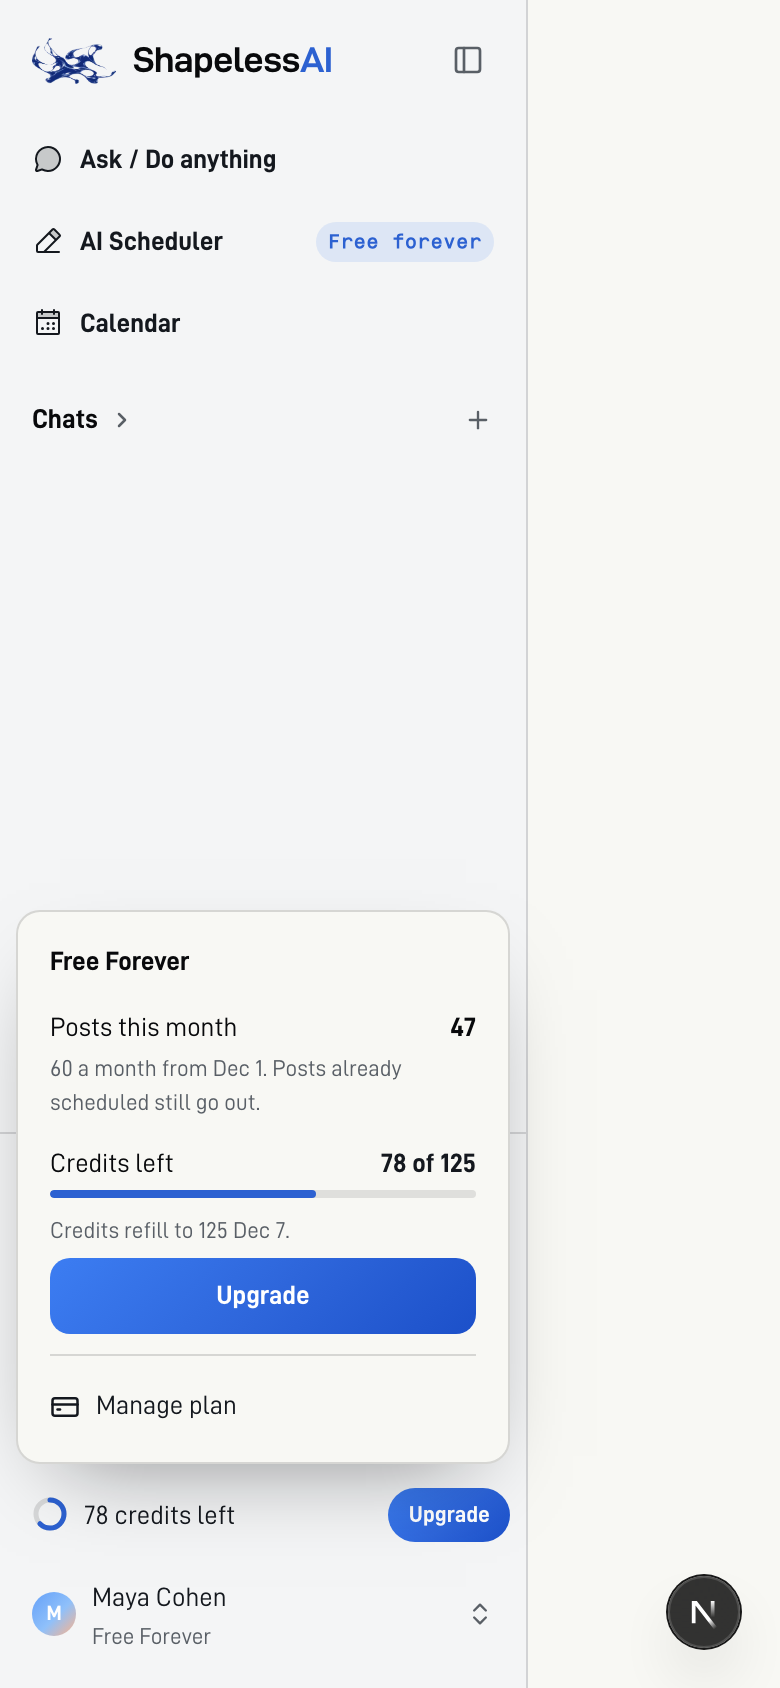 ShapelessAI
Ask / Do anything
AI Scheduler
Free forever
Calendar
Chats
Free Forever
Posts this month 47
60 a month from Dec 1. Posts already
scheduled still go out.
Credits left 78 of 125
Credits refill to 125 Dec 7.
Upgrade
Manage plan
78 credits left
Upgrade
M
Maya Cohen
Free Forever
N